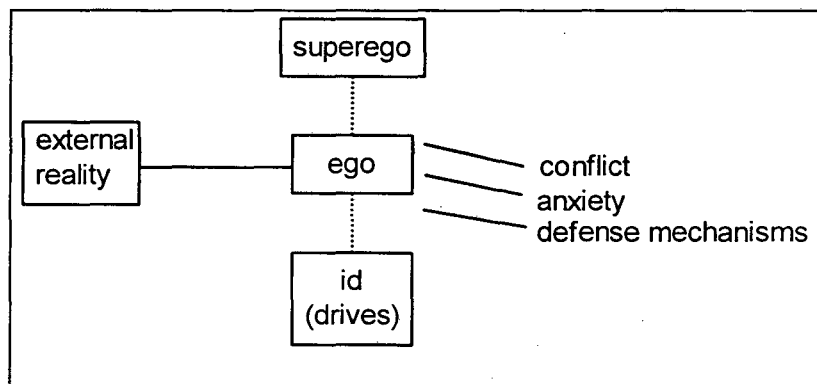 superego
external
reality
ego
conflict
anxiety
defense mechanisms
id
(drives)